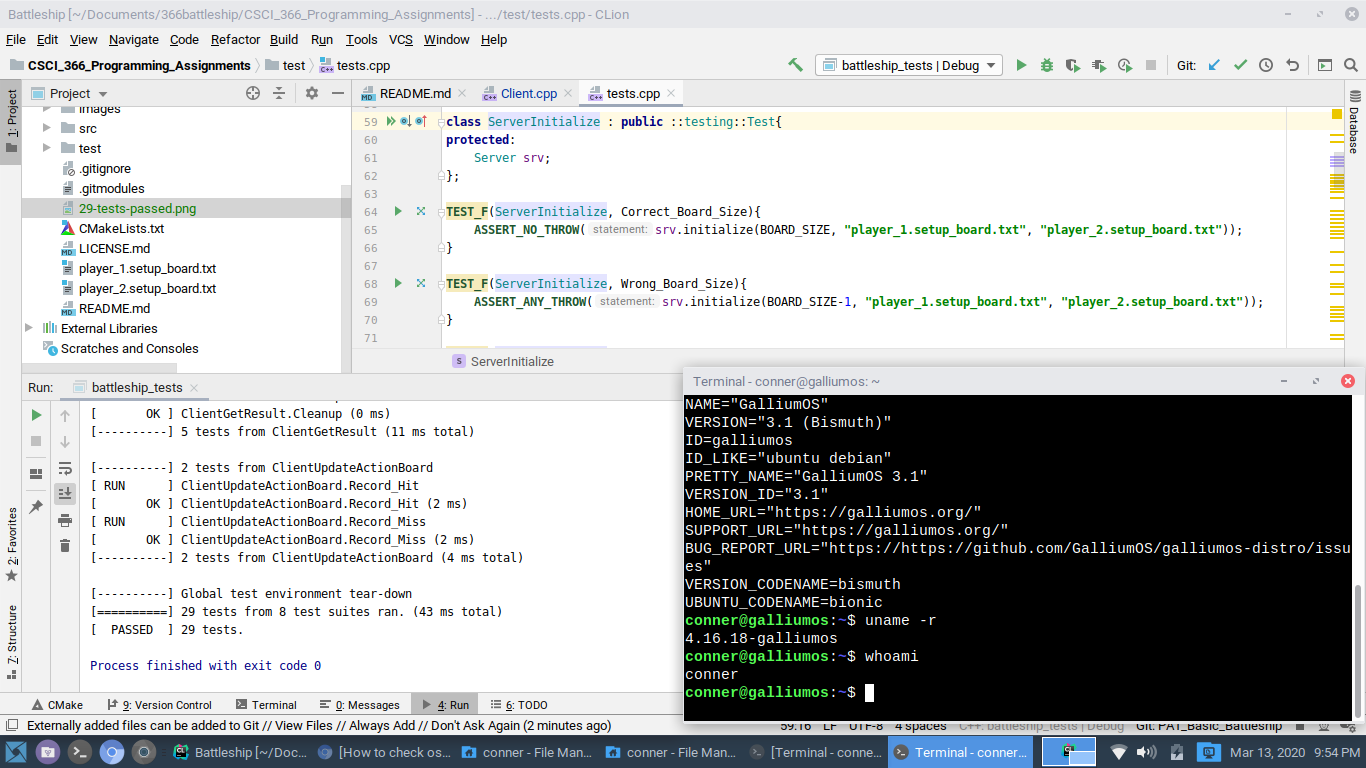 Battleship [~/Documents/366battleship/CSCI_366_Programming_Assignments] - .../test/tests.cpp - CLion
File Edit View Navigate Code Refactor Build Run Tools VCS Window Help
CSCI_366_Programming_Assignments test tests.cpp
battleship_tests | Debug
Git:
1: Project
Project
images
src
test
.gitignore
.gitmodules
29-tests-passed.png
CMakeLists.txt
LICENSE.md
player_1.setup_board.txt
player_2.setup_board.txt
README.md
External Libraries
Scratches and Consoles
README.md Client.cpp tests.cpp
59 class ServerInitialize : public ::testing::Test{
60 protected:
61 Server srv;
62 };
63
64 TEST_F(ServerInitialize, Correct_Board_Size){
65 ASSERT_NO_THROW( statement: srv.initialize(BOARD_SIZE, "player_1.setup_board.txt", "player_2.setup_board.txt"));
66 }
67
68 TEST_F(ServerInitialize, Wrong_Board_Size){
69 ASSERT_ANY_THROW( statement: srv.initialize(BOARD_SIZE-1, "player_1.setup_board.txt", "player_2.setup_board.txt"));
70 }
71
S ServerInitialize
Database
Run: battleship_tests
[ OK ] ClientGetResult.Cleanup (0 ms)
[----------] 5 tests from ClientGetResult (11 ms total)
[----------] 2 tests from ClientUpdateActionBoard
[ RUN ] ClientUpdateActionBoard.Record_Hit
[ OK ] ClientUpdateActionBoard.Record_Hit (2 ms)
[ RUN ] ClientUpdateActionBoard.Record_Miss
[ OK ] ClientUpdateActionBoard.Record_Miss (2 ms)
[----------] 2 tests from ClientUpdateActionBoard (4 ms total)
[----------] Global test environment tear-down
[==========] 29 tests from 8 test suites ran. (43 ms total)
[ PASSED ] 29 tests.
Process finished with exit code 0
2: Favorites
7: Structure
Terminal - conner@galliumos: ~
NAME="GalliumOS"
VERSION="3.1 (Bismuth)"
ID=galliumos
ID_LIKE="ubuntu debian"
PRETTY_NAME="GalliumOS 3.1"
VERSION_ID="3.1"
HOME_URL="https://galliumos.org/"
SUPPORT_URL="https://galliumos.org/"
BUG_REPORT_URL="https://https://github.com/GalliumOS/galliumos-distro/issu
es"
VERSION_CODENAME=bismuth
UBUNTU_CODENAME=bionic
conner@galliumos:~$ uname -r
4.16.18-galliumos
conner@galliumos:~$ whoami
conner
conner@galliumos:~$
CMake 9: Version Control Terminal 0: Messages 4: Run 6: TODO
Externally added files can be added to Git // View Files // Always Add // Don't Ask Again (2 minutes ago)
59:16 LF UTF-8 4 spaces C++: battleship_tests | Debug Git: PA1_Basic_Battleship
Battleship [~/Doc... [How to check os... conner - File Man... conner - File Man... [Terminal - conne... Terminal - conner... Mar 13, 2020 9:54 PM